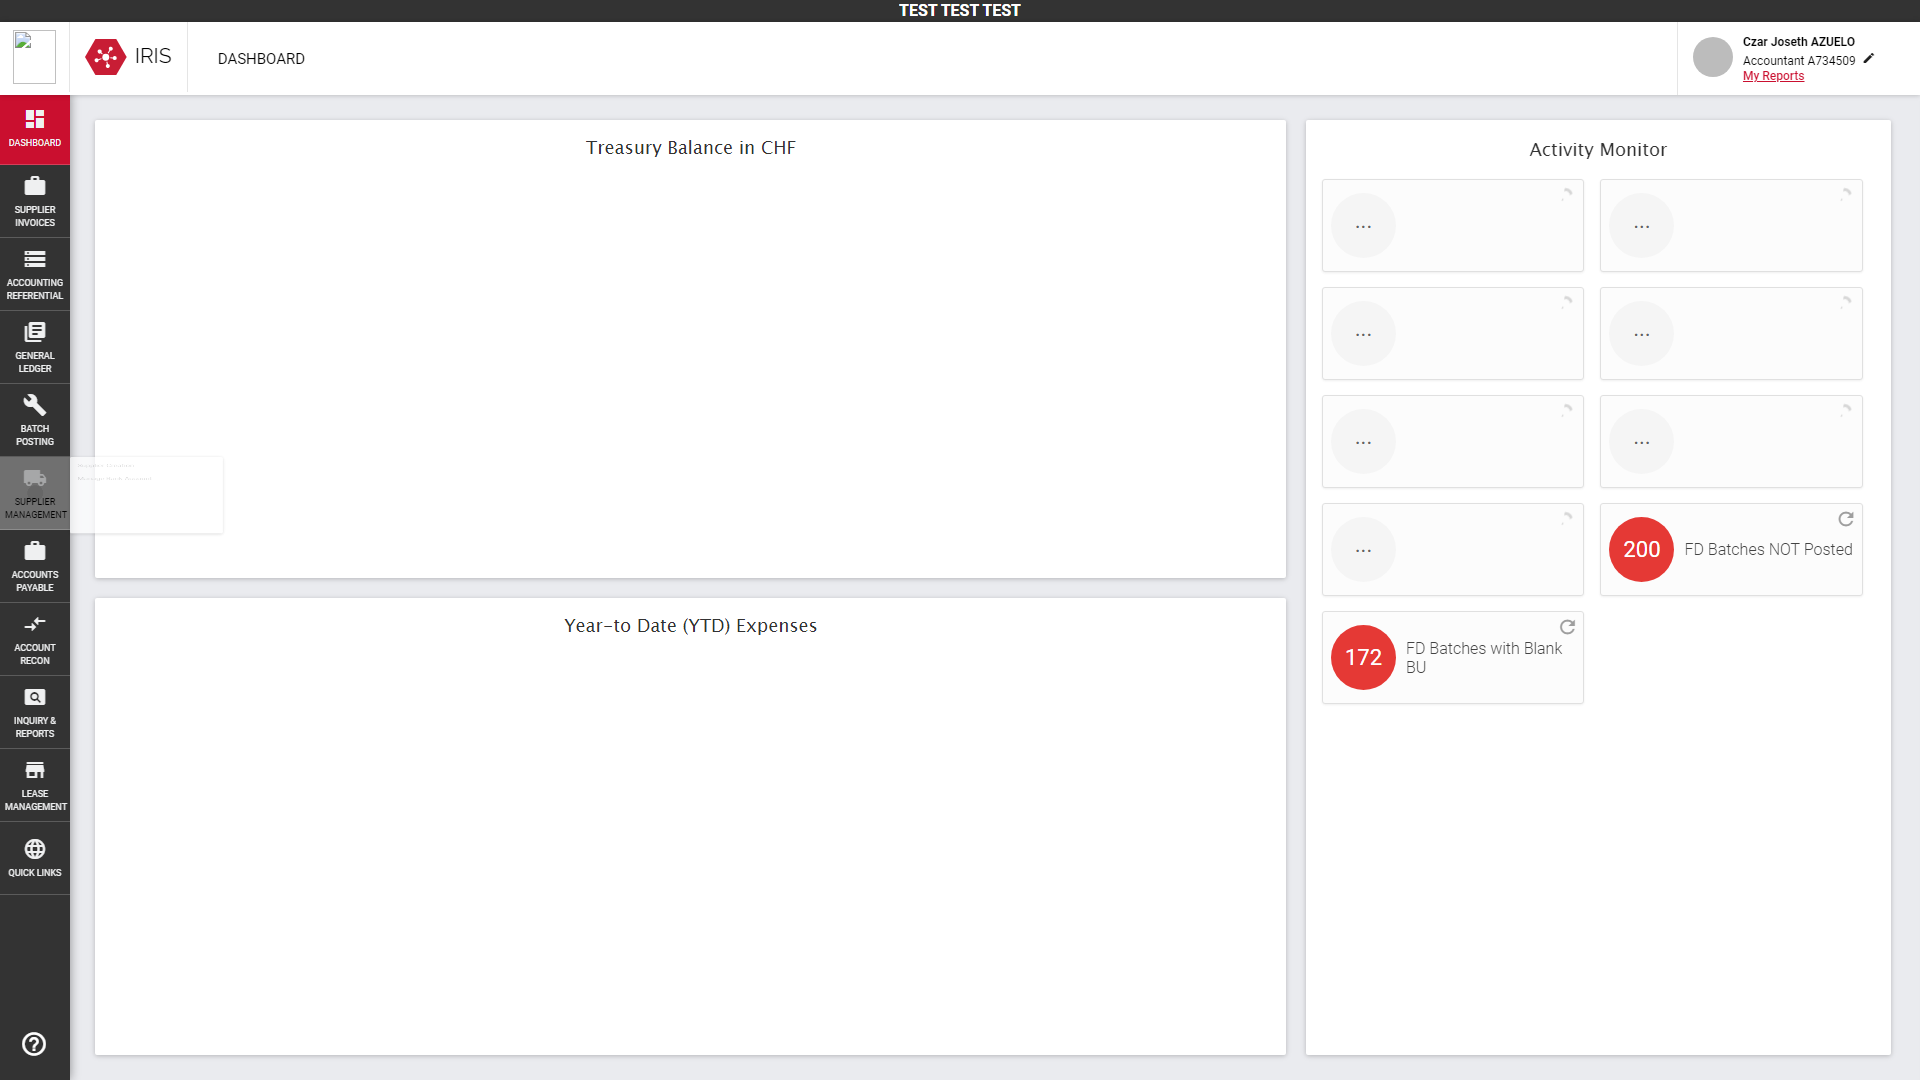 TEST TEST TEST
IRIS
DASHBOARD
Czar Joseth AZUELO
Accountant A734509
My Reports
DASHBOARD
SUPPLIER
INVOICES
ACCOUNTING
REFERENTIAL
GENERAL
LEDGER
BATCH
POSTING
SUPPLIER
MANAGEMENT
ACCOUNTS
PAYABLE
ACCOUNT
RECON
INQUIRY &
REPORTS
LEASE
MANAGEMENT
QUICK LINKS
Treasury Balance in CHF
Year-to Date (YTD) Expenses
Activity Monitor
...
...
...
...
...
...
...
200
FD Batches NOT Posted
172
FD Batches with Blank
BU